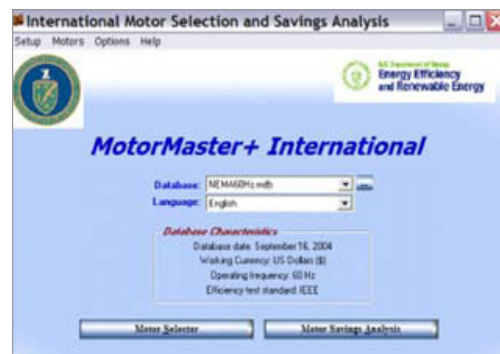 International Motor Selection and Savings Analysis
Setup Motors Options Help
U.S. Department of Energy
Energy Efficiency
and Renewable Energy
MotorMaster+ International
Database: NEMA60Hz.mdb
Language: English
Database Characteristics
Database date: September 16, 2004
Working Currency: US Dollars ($)
Operating frequency: 60 Hz
Efficiency test standard: IEEE
Motor Selector Motor Savings Analysis